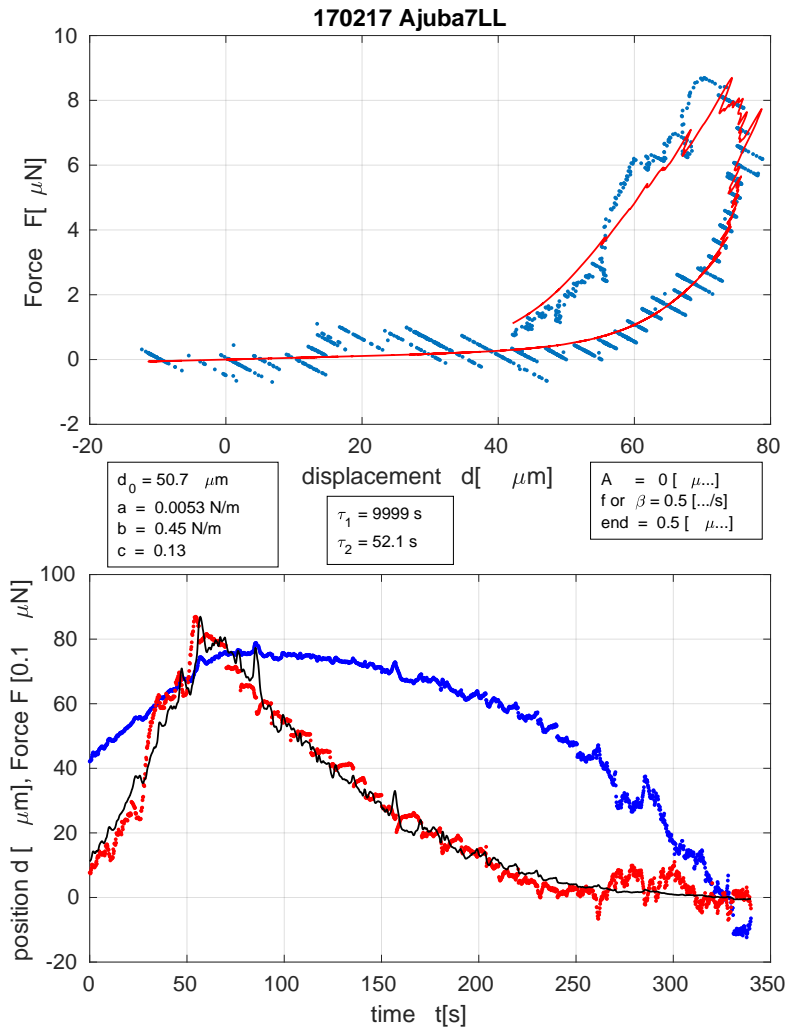 170217 Ajuba7LL
10
8
6
4
2
0
-2
Force F[ μN]
-20
0
20
40
60
80
displacement d[ μm]
d0 = 50.7 μm
a = 0.0053 N/m
b = 0.45 N/m
c = 0.13
τ1 = 9999 s
τ2 = 52.1 s
A = 0 [ μ...]
f or β = 0.5 [.../s]
end = 0.5 [ μ...]
100
80
60
40
20
0
-20
position d [ μm], Force F [0.1 μN]
0
50
100
150
200
250
300
350
time t[s]